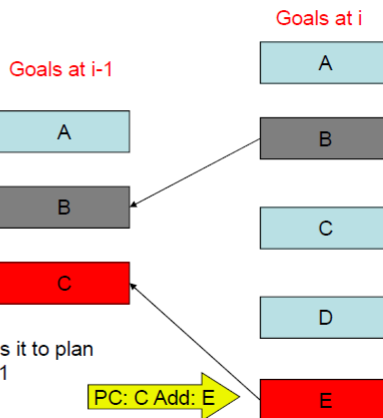 Goals at i
Goals at i-1
A
A
B
B
C
C
D
s it to plan
1
PC: C Add: E
E